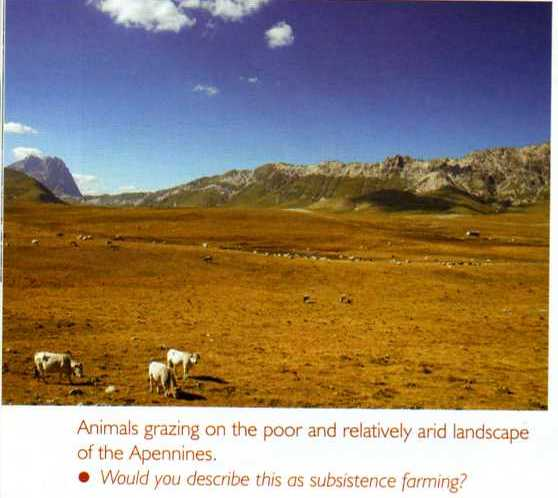 Animals grazing on the poor and relatively arid landscape
of the Apennines.
● Would you describe this as subsistence farming?